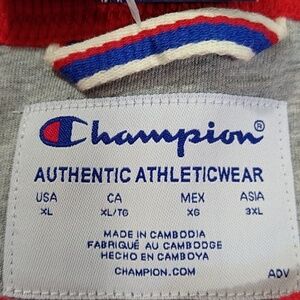 Champion®
AUTHENTIC ATHLETICWEAR
USA CA MEX ASIA
XL XL/TG XG 3XL
MADE IN CAMBODIA
FABRIQUÉ AU CAMBODGE
HECHO EN CAMBOYA
CHAMPION.COM
ADV